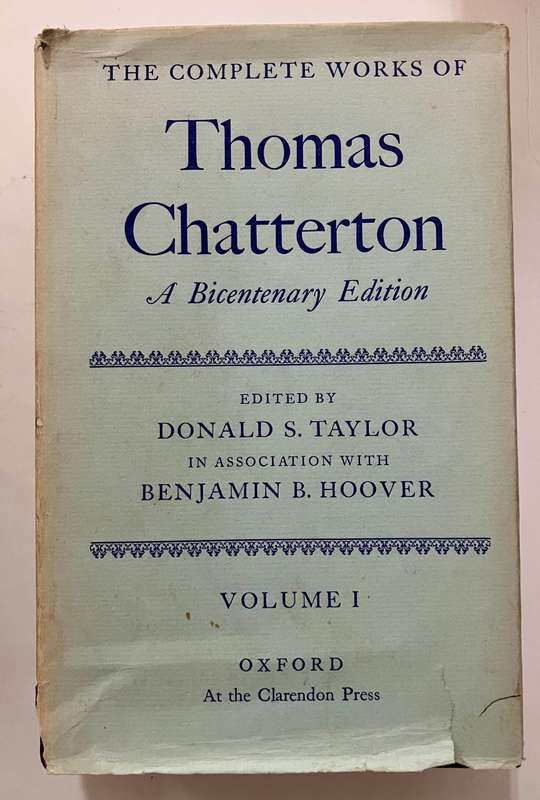 THE COMPLETE WORKS OF
Thomas
Chatterton
A Bicentenary Edition
EDITED BY
DONALD S. TAYLOR
IN ASSOCIATION WITH
BENJAMIN B. HOOVER
VOLUME I
OXFORD
At the Clarendon Press